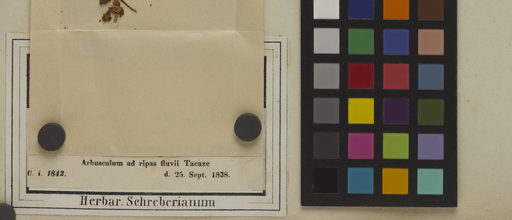 Arbusculum ad ripas fluvii Tacaze
U. i. 1842. d. 25. Sept. 1838.
Herbar. Schreberianum